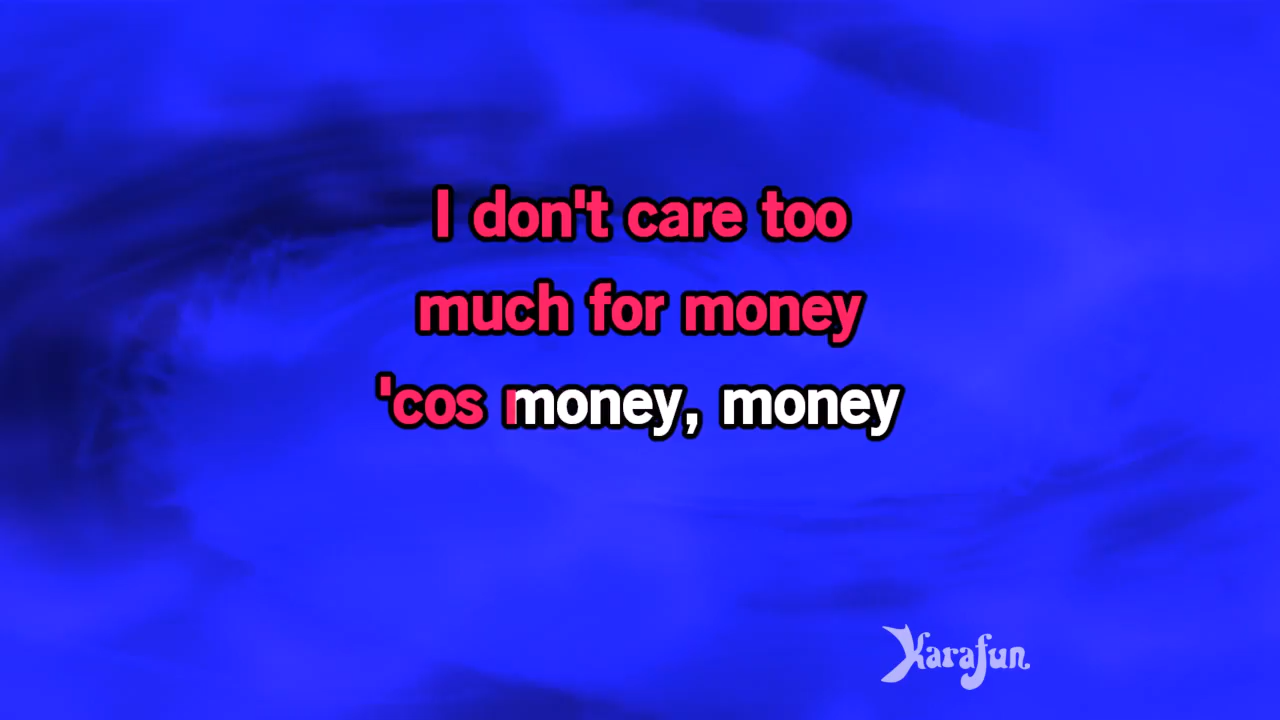 I don't care too
much for money
'cos money, money
Karafun